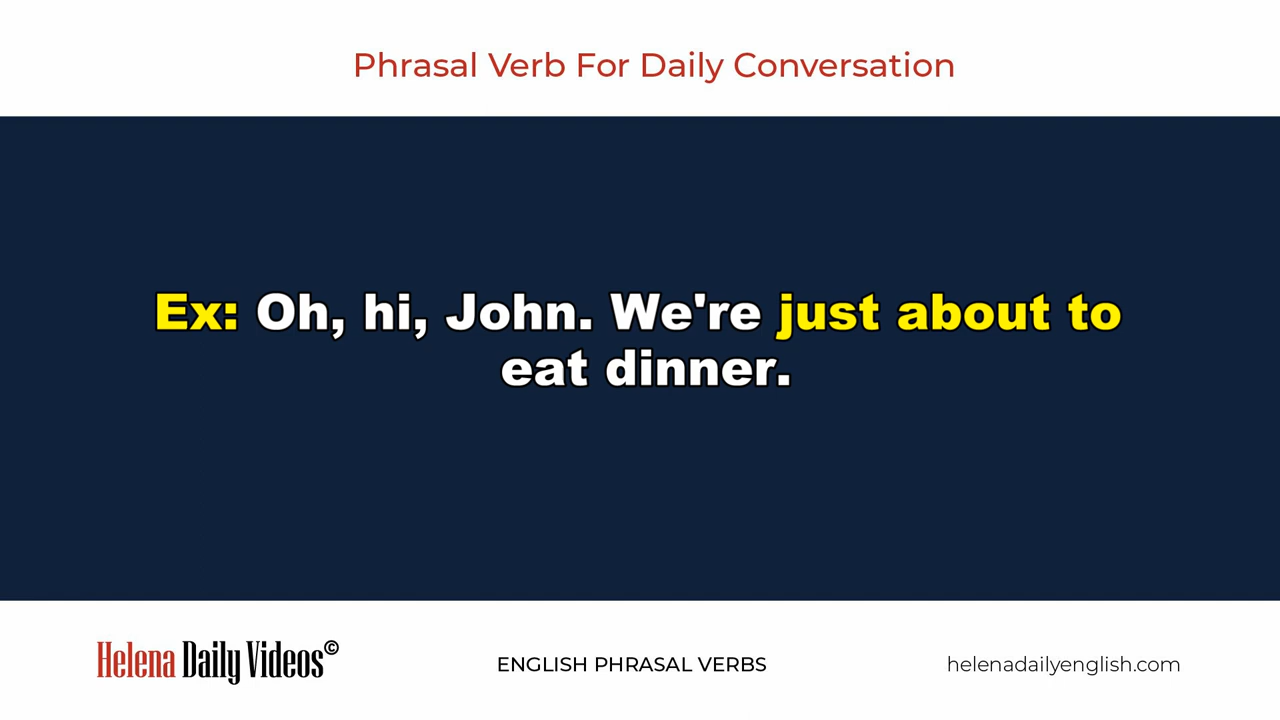 Phrasal Verb For Daily Conversation
Ex: Oh, hi, John. We're just about to
eat dinner.
Helena Daily Videos©
ENGLISH PHRASAL VERBS
helenadailyenglish.com